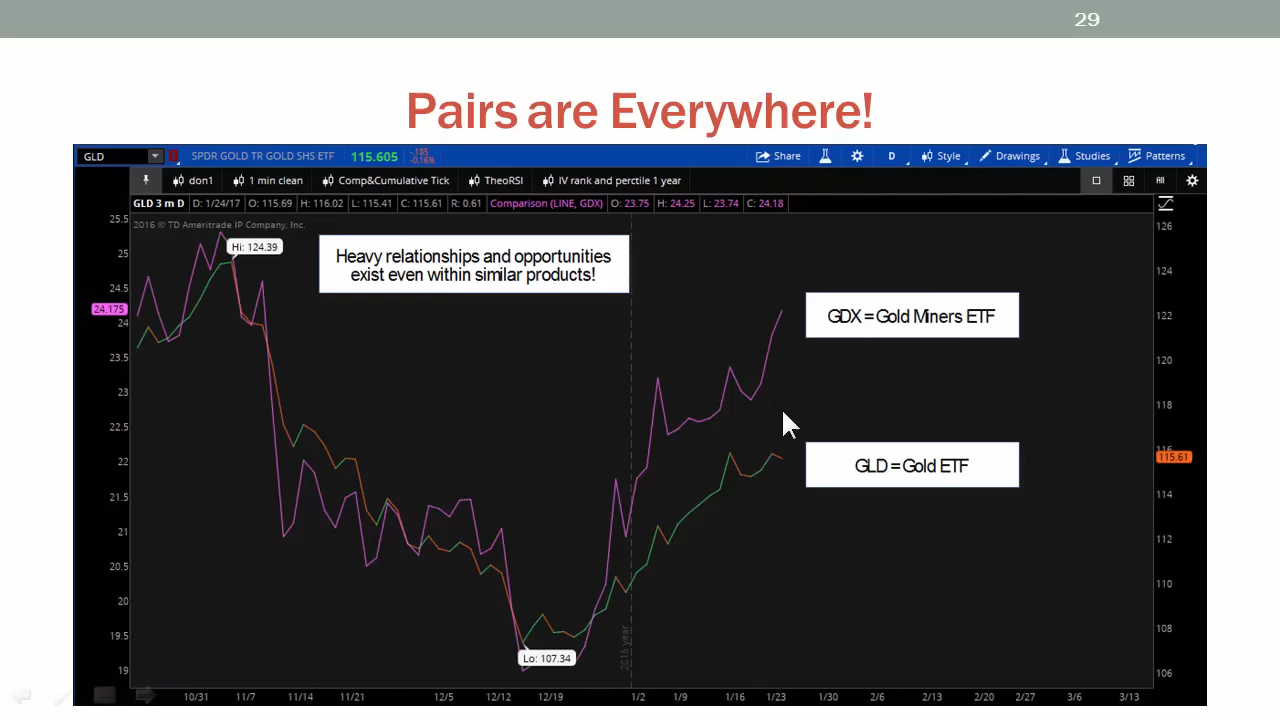 29
Pairs are Everywhere!
GLD SPDR GOLD TR GOLD SHS ETF 115.605 -.185 -0.16% Share D Style Drawings Studies Patterns
don1 1 min clean Comp&Cumulative Tick TheoRSI IV rank and perctile 1 year All
GLD 3 m D D: 1/24/17 O: 115.69 H: 116.02 L: 115.41 C: 115.61 R: 0.61 Comparison (LINE, GDX) O: 23.75 H: 24.25 L: 23.74 C: 24.18
2016 © TD Ameritrade IP Company, Inc.
Hi: 124.39
Heavy relationships and opportunities
exist even within similar products!
GDX = Gold Miners ETF
GLD = Gold ETF
Lo: 107.34
2016 year
25.5
25
24.5
24.175
24
23.5
23
22.5
22
21.5
21
20.5
20
19.5
19
126
124
122
120
118
116
115.61
114
112
110
108
106
10/31 11/7 11/14 11/21 12/5 12/12 12/19 1/2 1/9 1/16 1/23 1/30 2/6 2/13 2/20 2/27 3/6 3/13